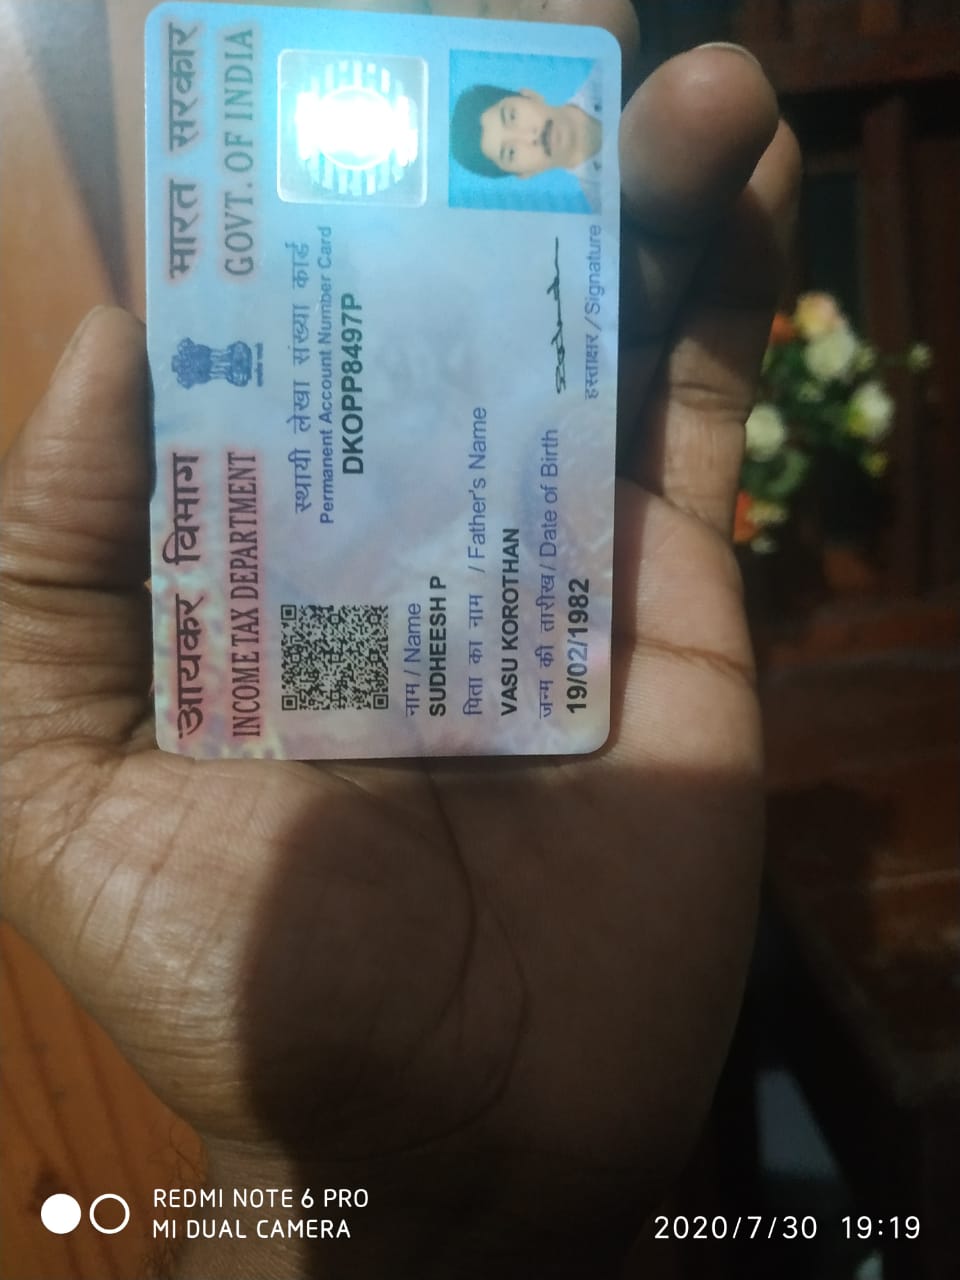 आयकर विभाग
INCOME TAX DEPARTMENT
भारत सरकार
GOVT. OF INDIA
स्थायी लेखा संख्या कार्ड
Permanent Account Number Card
DKOPP8497P
नाम / Name
SUDHEESH P
पिता का नाम / Father's Name
VASU KOROTHAN
जन्म की तारीख / Date of Birth
19/02/1982
हस्ताक्षर / Signature
REDMI NOTE 6 PRO
MI DUAL CAMERA
2020/7/30 19:19